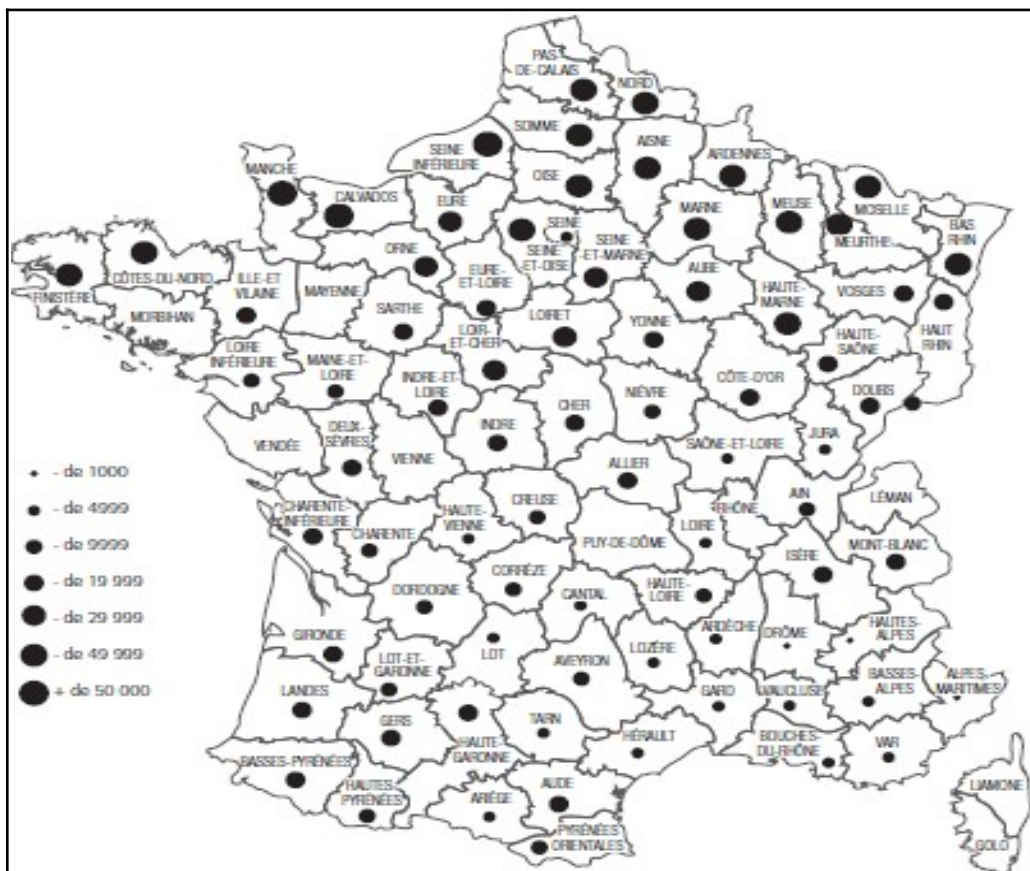 PAS-
DE-CALAIS
NORD
SOMME
SEINE
INFÉRIEURE
AISNE
ARDENNES
OISE
MANCHE
CALVADOS
EURE
MARNE
MEUSE
MOSELLE
BAS
RHIN
MEURTHE-
SEINE
SEINE-
ET-OISE
SEINE
-ET-MARNE
ORNE
CÔTES-DU-NORD
FINISTÈRE
ILLE-ET
VILAINE
MAYENNE
EURE-
ET-LOIRE
AUBE
HAUTE-
MARNE
VOSGES
MORBIHAN
SARTHE
LOIR-
ET-CHER
LOIRET
YONNE
HAUTE-
SAÔNE
HAUT
RHIN
LOIRE
INFÉRIEURE
MAINE-ET-
LOIRE
INDRE-ET-
LOIRE
CHER
NIÈVRE
CÔTE-D'OR
DOUBS
VENDÉE
DEUX-
SÈVRES
VIENNE
INDRE
SAÔNE-ET-LOIRE
JURA
ALLIER
- de 1000
- de 4999
- de 9999
- de 19 999
- de 29 999
- de 49 999
+ de 50 000
CHARENTE-
INFÉRIEURE
CHARENTE
HAUTE-
VIENNE
CREUSE
PUY-DE-DÔME
LOIRE
RHÔNE
AIN
LÉMAN
ISÈRE
MONT-BLANC
DORDOGNE
CORRÈZE
CANTAL
HAUTE-
LOIRE
ARDÈCHE
DRÔME
HAUTES-
ALPES
GIRONDE
LOT-ET-
GARONNE
LOT
AVEYRON
LOZÈRE
GARD
VAUCLUSE
BASSES-
ALPES
ALPES-
MARITIMES
LANDES
GERS
HAUTE-
GARONNE
TARN
HÉRAULT
BOUCHES-
DU-RHÔNE
VAR
BASSES-PYRÉNÉES
HAUTES-
PYRÉNÉES
ARIÈGE
AUDE
PYRÉNÉES
ORIENTALES
LIAMONE
GOLO